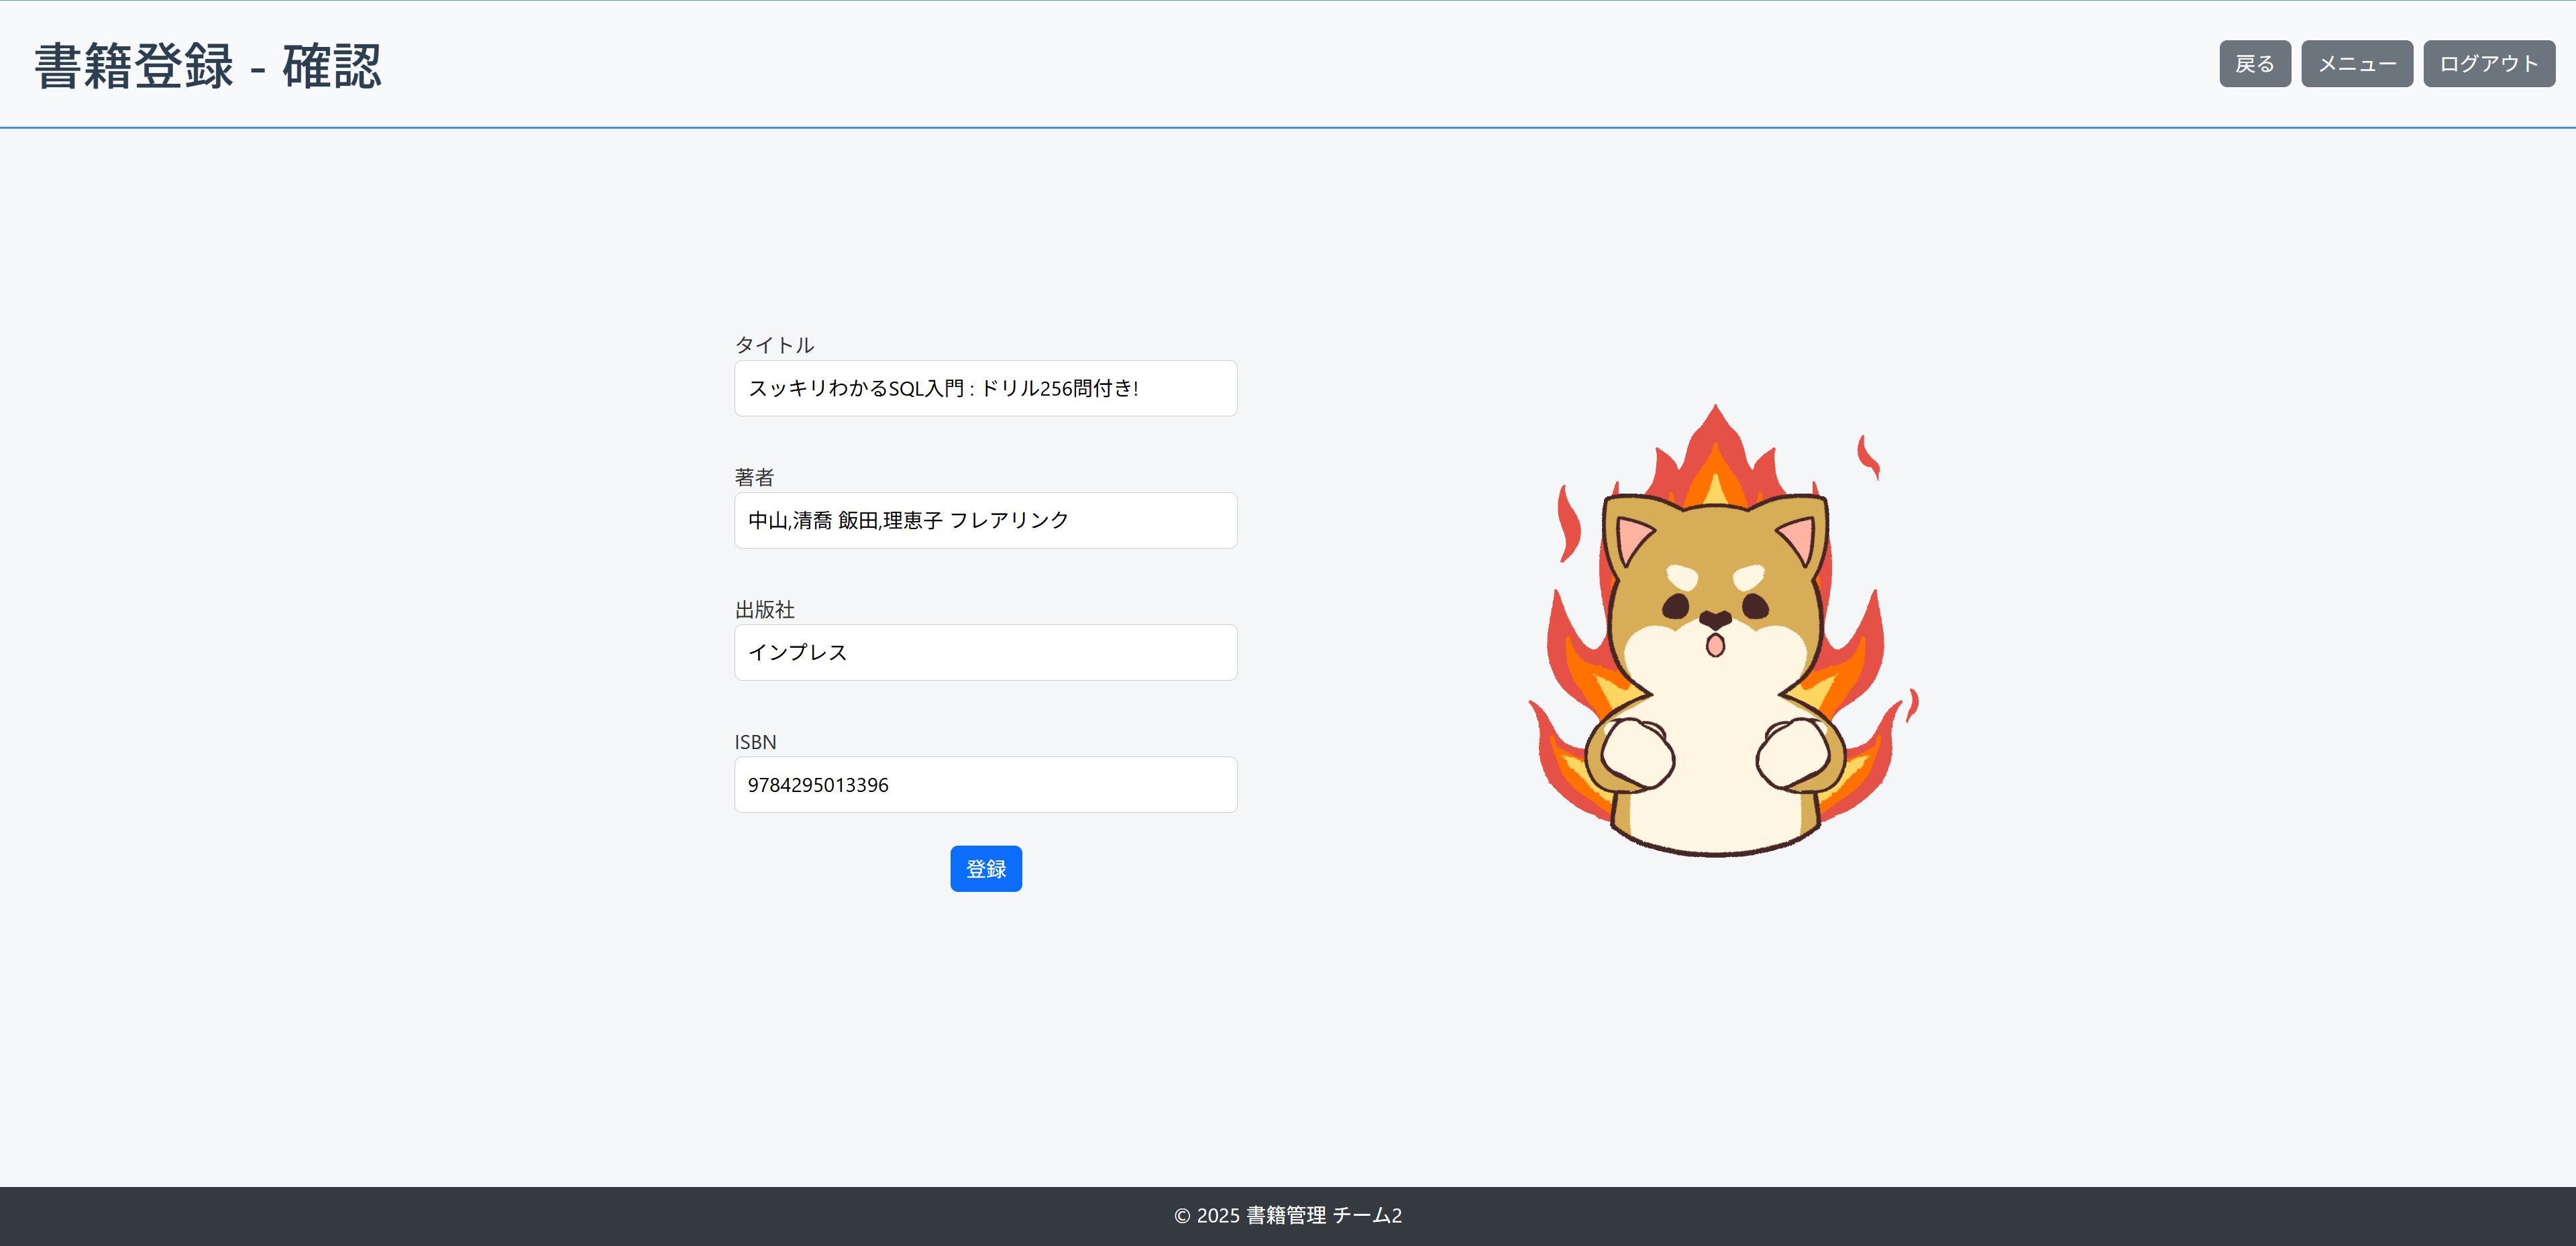 書籍登録 - 確認
戻る メニュー ログアウト
タイトル
スッキリわかるSQL入門 : ドリル256問付き!
著者
中山,清喬 飯田,理恵子 フレアリンク
出版社
インプレス
ISBN
9784295013396
登録
© 2025 書籍管理 チーム2